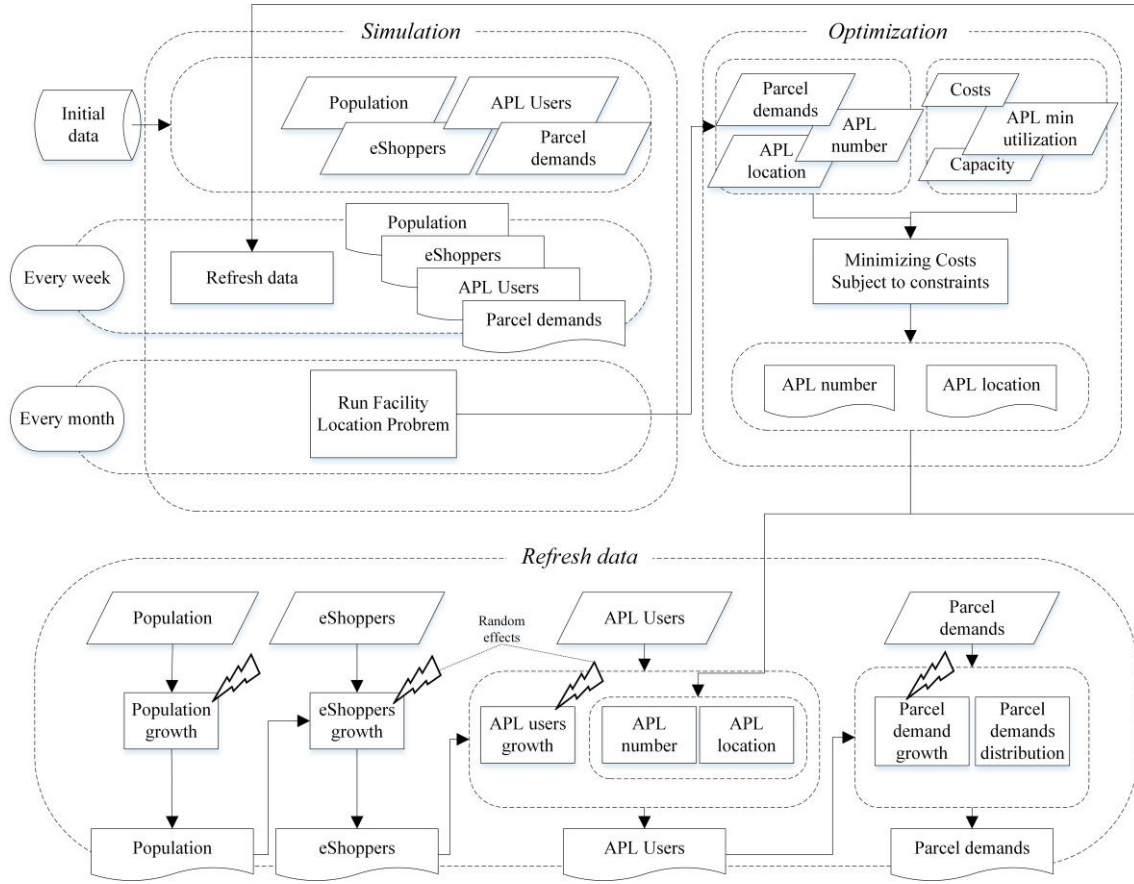 Simulation
Optimization
Initial
data
Population
APL Users
eShoppers
Parcel
demands
Parcel
demands
APL
number
APL
location
Costs
APL min
utilization
Capacity
Every week
Refresh data
Population
eShoppers
APL Users
Parcel demands
Minimizing Costs
Subject to constraints
APL number
APL location
Every month
Run Facility
Location Probrem
Refresh data
Population
eShoppers
Random
effects
APL Users
Parcel
demands
Population
growth
eShoppers
growth
APL users
growth
APL
number
APL
location
Parcel
demand
growth
Parcel
demands
distribution
Population
eShoppers
APL Users
Parcel demands